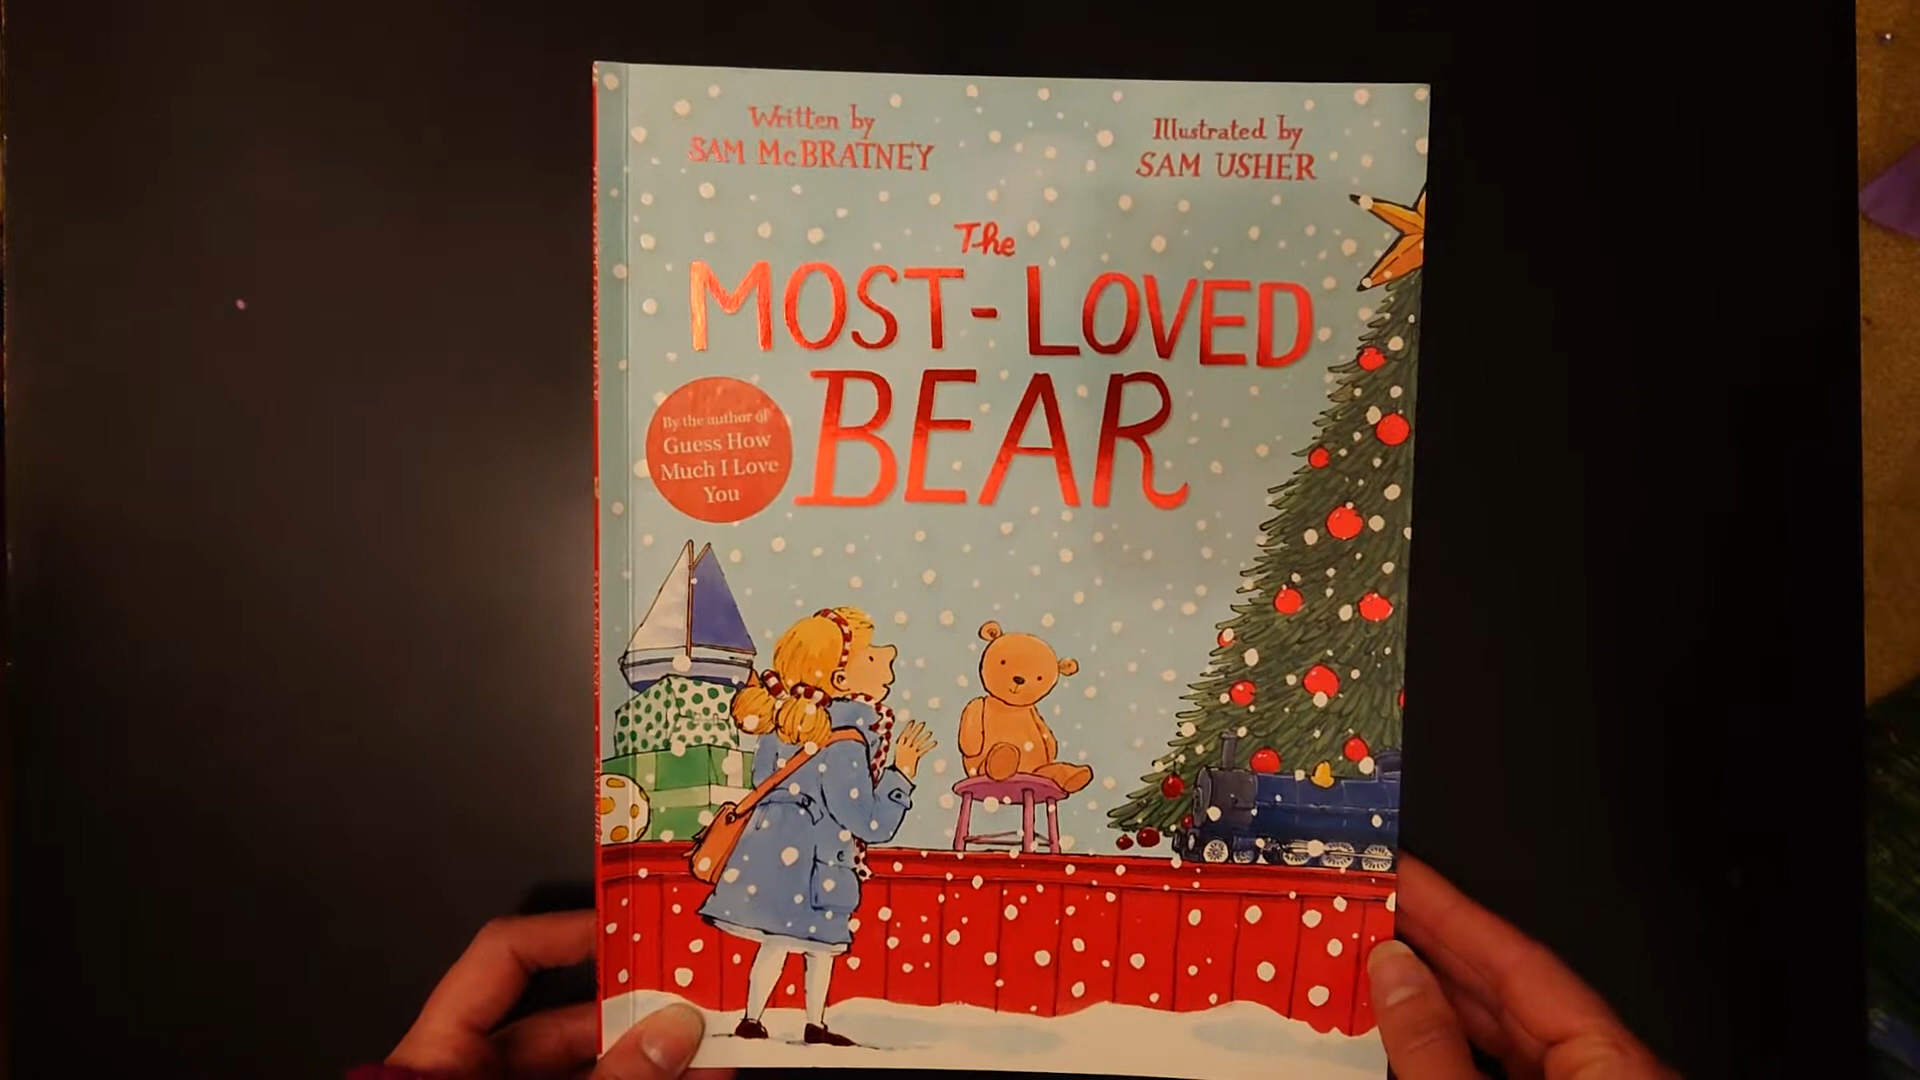 Written by
SAM McBRATNEY
Illustrated by
SAM USHER
The
MOST-LOVED
BEAR
By the author of
Guess How
Much I Love
You